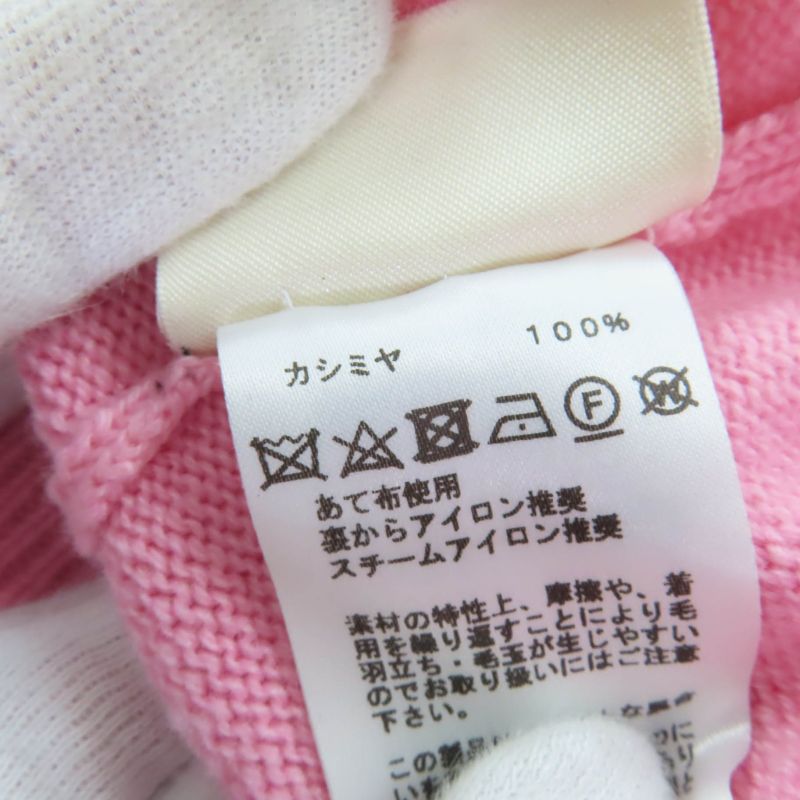 カシミヤ 100%
F W
あて布使用
裏からアイロン推奨
スチームアイロン推奨
素材の特性上、摩擦や、着
用を繰り返すことにより毛
羽立ち・毛玉が生じやすい
のでお取り扱いにはご注意
下さい。
この製品